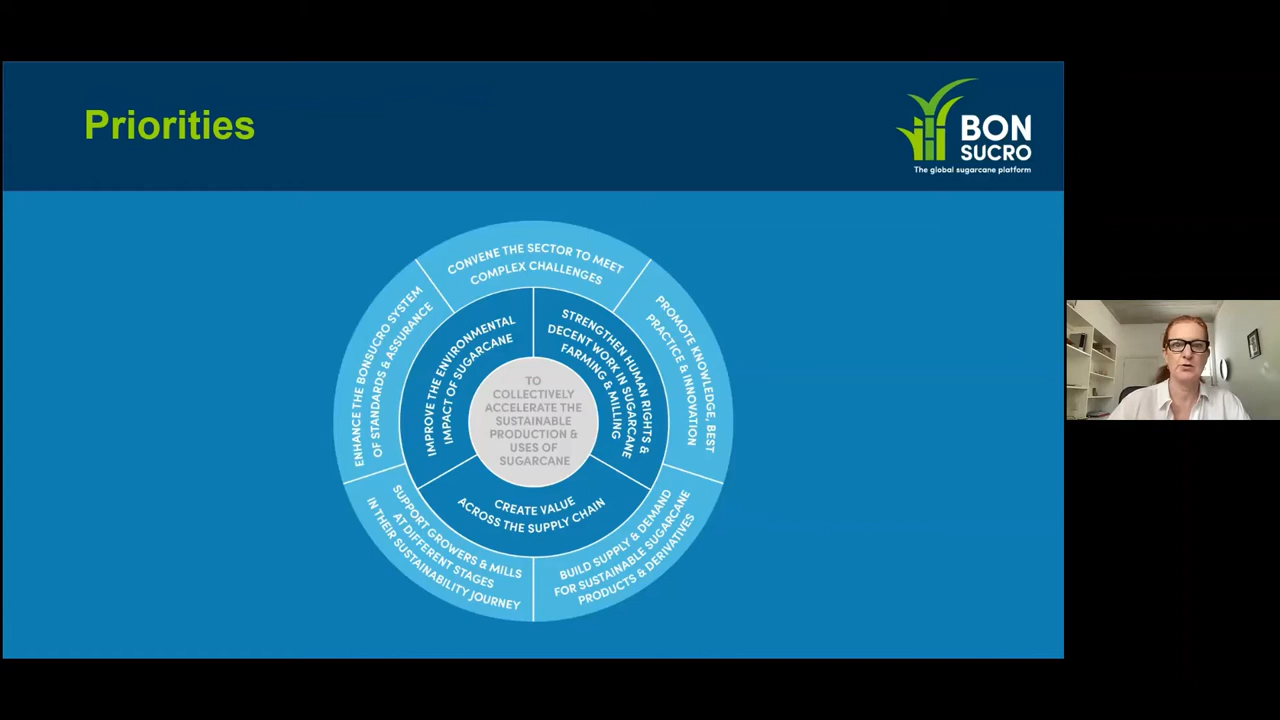 Priorities
BON
SUCRO
The global sugarcane platform
CONVENE THE SECTOR TO MEET
COMPLEX CHALLENGES
PROMOTE KNOWLEDGE, BEST
PRACTICE & INNOVATION
BUILD SUPPLY & DEMAND
FOR SUSTAINABLE SUGARCANE
PRODUCTS & DERIVATIVES
SUPPORT GROWERS & MILLS
AT DIFFERENT STAGES
IN THEIR SUSTAINABILITY JOURNEY
ENHANCE THE BONSUCRO SYSTEM
OF STANDARDS & ASSURANCE
IMPROVE THE ENVIRONMENTAL
IMPACT OF SUGARCANE
STRENGTHEN HUMAN RIGHTS &
DECENT WORK IN SUGARCANE
FARMING & MILLING
CREATE VALUE
ACROSS THE SUPPLY CHAIN
TO
COLLECTIVELY
ACCELERATE THE
SUSTAINABLE
PRODUCTION &
USES OF
SUGARCANE